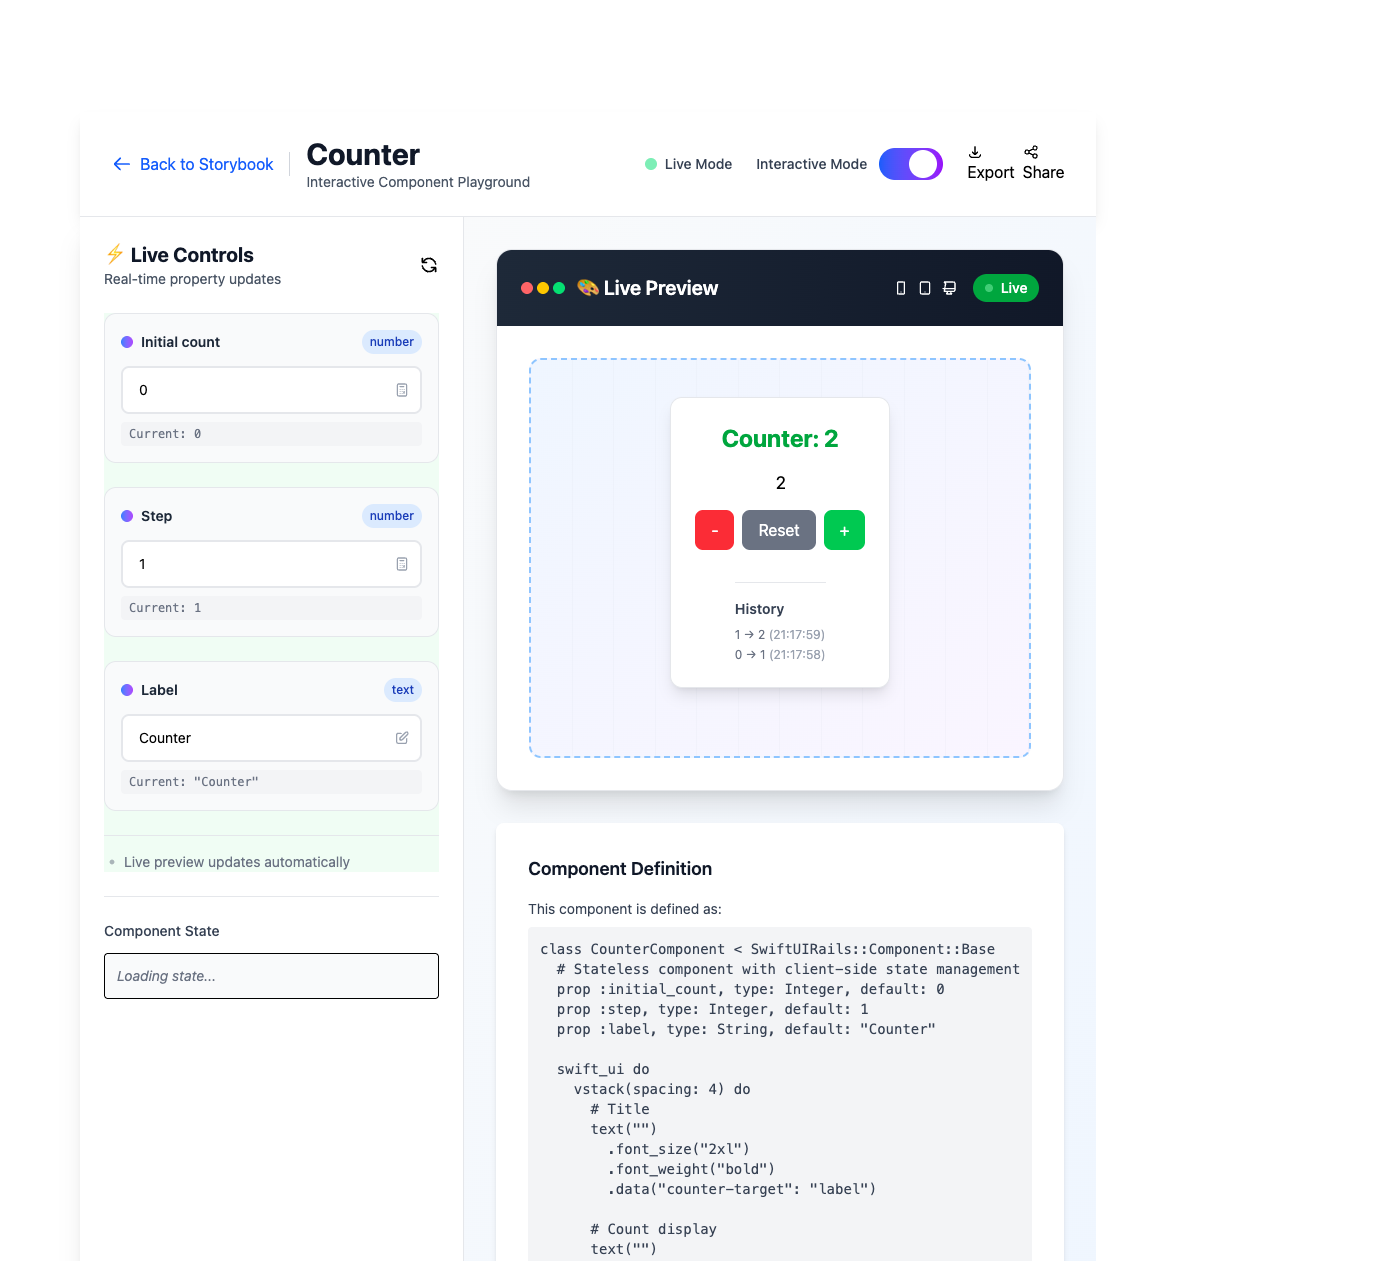 Back to Storybook
Counter
Interactive Component Playground
Live Mode
Interactive Mode
Export
Share
⚡ Live Controls
Real-time property updates
Initial count
number
0
Current: 0
Step
number
1
Current: 1
Label
text
Counter
Current: "Counter"
Live preview updates automatically
Component State
Loading state...
🎨 Live Preview
Live
Counter: 2
2
-
Reset
+
History
1 → 2 (21:17:59)
0 → 1 (21:17:58)
Component Definition
This component is defined as:
class CounterComponent < SwiftUIRails::Component::Base
  # Stateless component with client-side state management
  prop :initial_count, type: Integer, default: 0
  prop :step, type: Integer, default: 1
  prop :label, type: String, default: "Counter"

  swift_ui do
    vstack(spacing: 4) do
      # Title
      text("")
        .font_size("2xl")
        .font_weight("bold")
        .data("counter-target": "label")

      # Count display
      text("")